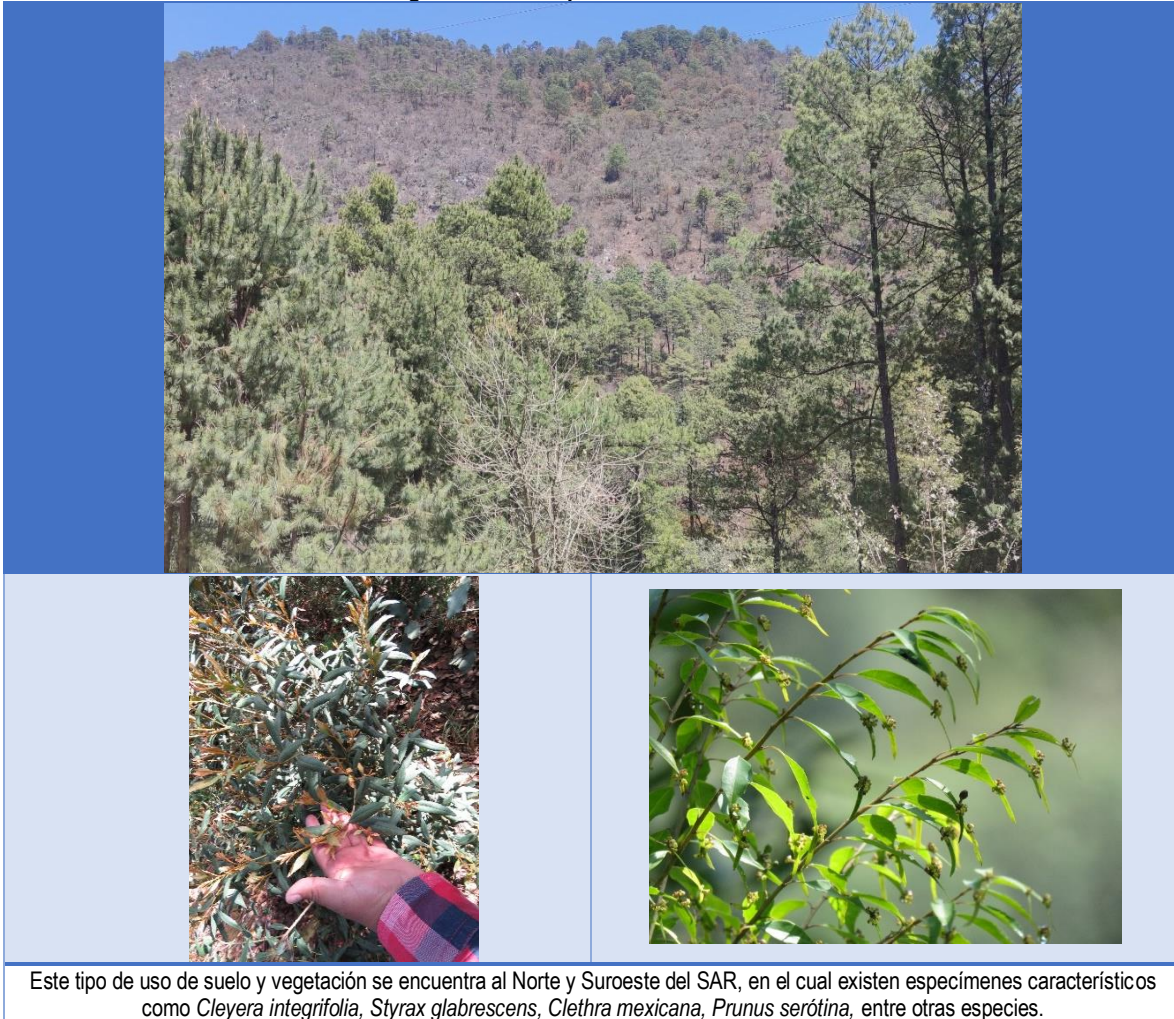 Este tipo de uso de suelo y vegetación se encuentra al Norte y Suroeste del SAR, en el cual existen especímenes característicos
como Cleyera integrifolia, Styrax glabrescens, Clethra mexicana, Prunus serótina, entre otras especies.